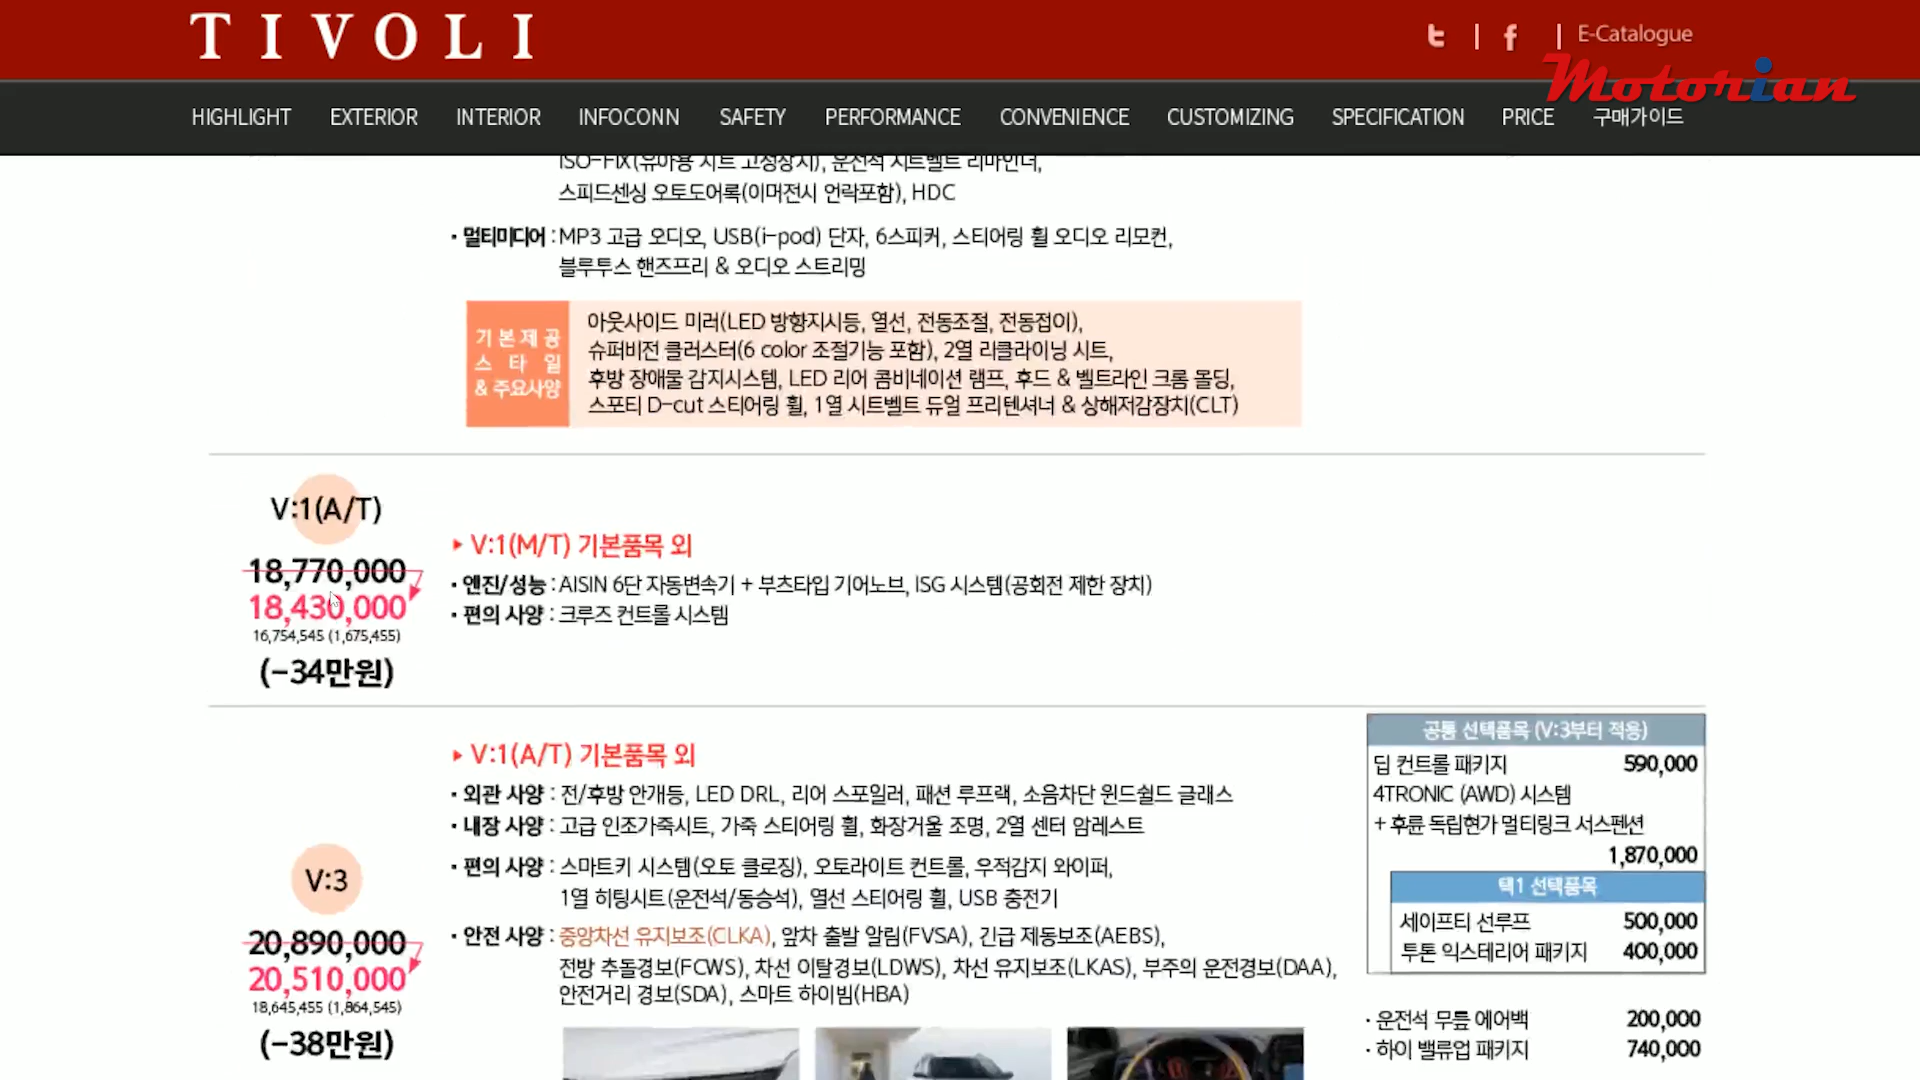 TIVOLI
E-Catalogue
Motorian
HIGHLIGHT EXTERIOR INTERIOR INFOCONN SAFETY PERFORMANCE CONVENIENCE CUSTOMIZING SPECIFICATION PRICE 구매가이드
ISO-FIX(유아용 시트 고정장치), 운전석 시트벨트 리마인더,
스피드센싱 오토도어록(이머전시 언락포함), HDC
· 멀티미디어 : MP3 고급 오디오, USB(i-pod) 단자, 6스피커, 스티어링 휠 오디오 리모컨,
블루투스 핸즈프리 & 오디오 스트리밍
기본제공
스타일
& 주요사양
아웃사이드 미러(LED 방향지시등, 열선, 전동조절, 전동접이),
슈퍼비전 클러스터(6 color 조절기능 포함), 2열 리클라이닝 시트,
후방 장애물 감지시스템, LED 리어 콤비네이션 램프, 후드 & 벨트라인 크롬 몰딩,
스포티 D-cut 스티어링 휠, 1열 시트벨트 듀얼 프리텐셔너 & 상해저감장치(CLT)
V:1(A/T)
18,770,000
18,430,000
16,754,545 (1,675,455)
(-34만원)
▸ V:1(M/T) 기본품목 외
· 엔진/성능 : AISIN 6단 자동변속기 + 부츠타입 기어노브, ISG 시스템(공회전 제한 장치)
· 편의 사양 : 크루즈 컨트롤 시스템
V:3
20,890,000
20,510,000
18,645,455 (1,864,545)
(-38만원)
▸ V:1(A/T) 기본품목 외
· 외관 사양 : 전/후방 안개등, LED DRL, 리어 스포일러, 패션 루프랙, 소음차단 윈드쉴드 글래스
· 내장 사양 : 고급 인조가죽시트, 가죽 스티어링 휠, 화장거울 조명, 2열 센터 암레스트
· 편의 사양 : 스마트키 시스템(오토 클로징), 오토라이트 컨트롤, 우적감지 와이퍼,
1열 히팅시트(운전석/동승석), 열선 스티어링 휠, USB 충전기
· 안전 사양 : 중앙차선 유지보조(CLKA), 앞차 출발 알림(FVSA), 긴급 제동보조(AEBS),
전방 추돌경보(FCWS), 차선 이탈경보(LDWS), 차선 유지보조(LKAS), 부주의 운전경보(DAA),
안전거리 경보(SDA), 스마트 하이빔(HBA)
공통 선택품목 (V:3부터 적용)
딥 컨트롤 패키지 590,000
4TRONIC (AWD) 시스템
+ 후륜 독립현가 멀티링크 서스펜션
1,870,000
택1 선택품목
세이프티 선루프 500,000
투톤 익스테리어 패키지 400,000
· 운전석 무릎 에어백 200,000
· 하이 밸류업 패키지 740,000